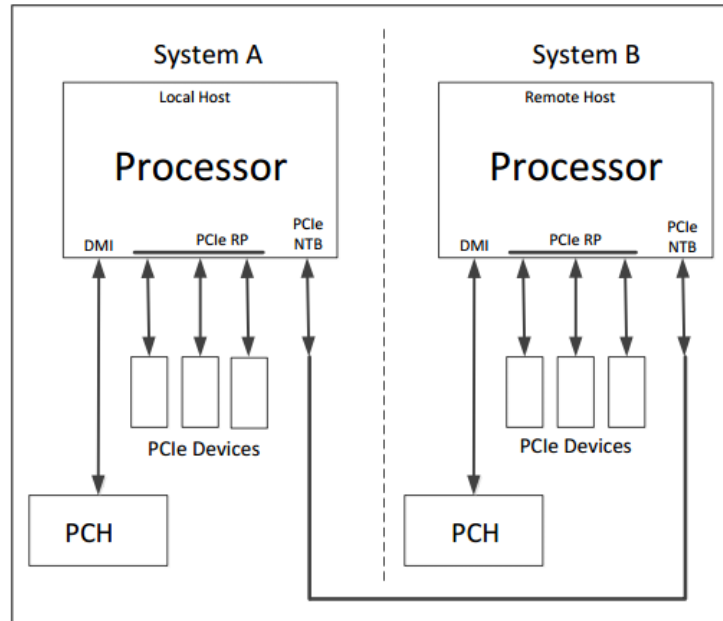 System A
Local Host
Processor
DMI
PCIe RP
PCIe
NTB
PCIe Devices
PCH
System B
Remote Host
Processor
DMI
PCIe RP
PCIe
NTB
PCIe Devices
PCH